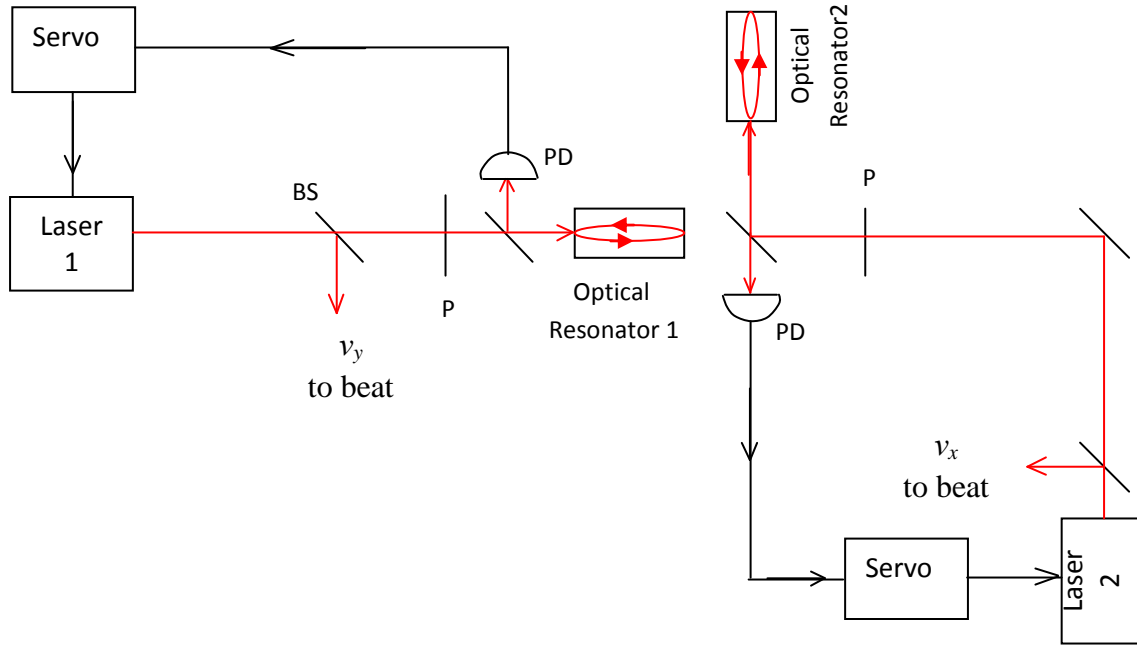 Servo
Laser
1
BS
PD
P
Optical
Resonator 1
v_y
to beat
Optical
Resonator2
P
PD
v_x
to beat
Servo
Laser
2